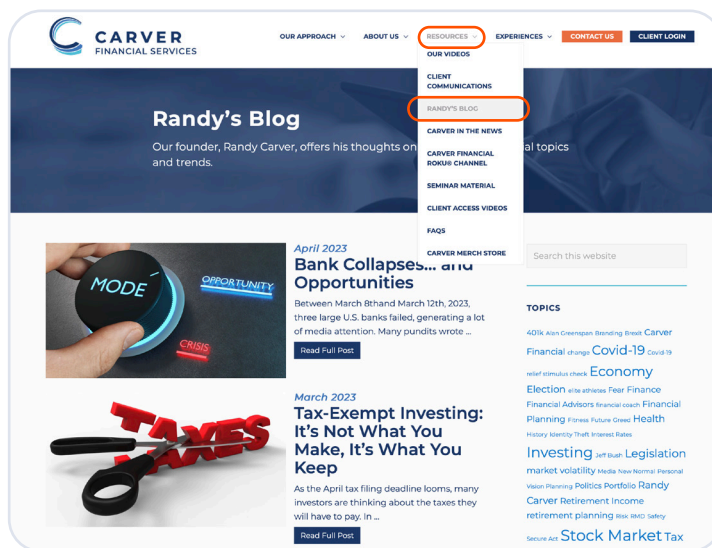 CARVER
FINANCIAL SERVICES
OUR APPROACH
ABOUT US
RESOURCES
EXPERIENCES
CONTACT US
CLIENT LOGIN
OUR VIDEOS
CLIENT
COMMUNICATIONS
RANDY'S BLOG
CARVER IN THE NEWS
CARVER FINANCIAL
ROKU® CHANNEL
SEMINAR MATERIAL
CLIENT ACCESS VIDEOS
FAQS
CARVER MERCH STORE
Randy's Blog
Our founder, Randy Carver, offers his thoughts on al topics
and trends.
MODE
OPPORTUNITY
CRISIS
April 2023
Bank Collapses... and
Opportunities
Between March 8thand March 12th, 2023,
three large U.S. banks failed, generating a lot
of media attention. Many pundits wrote ...
Read Full Post
TAXES
March 2023
Tax-Exempt Investing:
It's Not What You
Make, It's What You
Keep
As the April tax filing deadline looms, many
investors are thinking about the taxes they
will have to pay. In ...
Read Full Post
Search this website
TOPICS
401k Alan Greenspan Branding Brexit Carver
Financial change Covid-19 Covid-19
relief stimulus check Economy
Election elite athletes Fear Finance
Financial Advisors financial coach Financial
Planning Fitness Future Greed Health
History Identity Theft Interest Rates
Investing Jeff Bush Legislation
market volatility Media New Normal Personal
Vision Planning Politics Portfolio Randy
Carver Retirement Income
retirement planning Risk RMD Safety
Secure Act Stock Market Tax